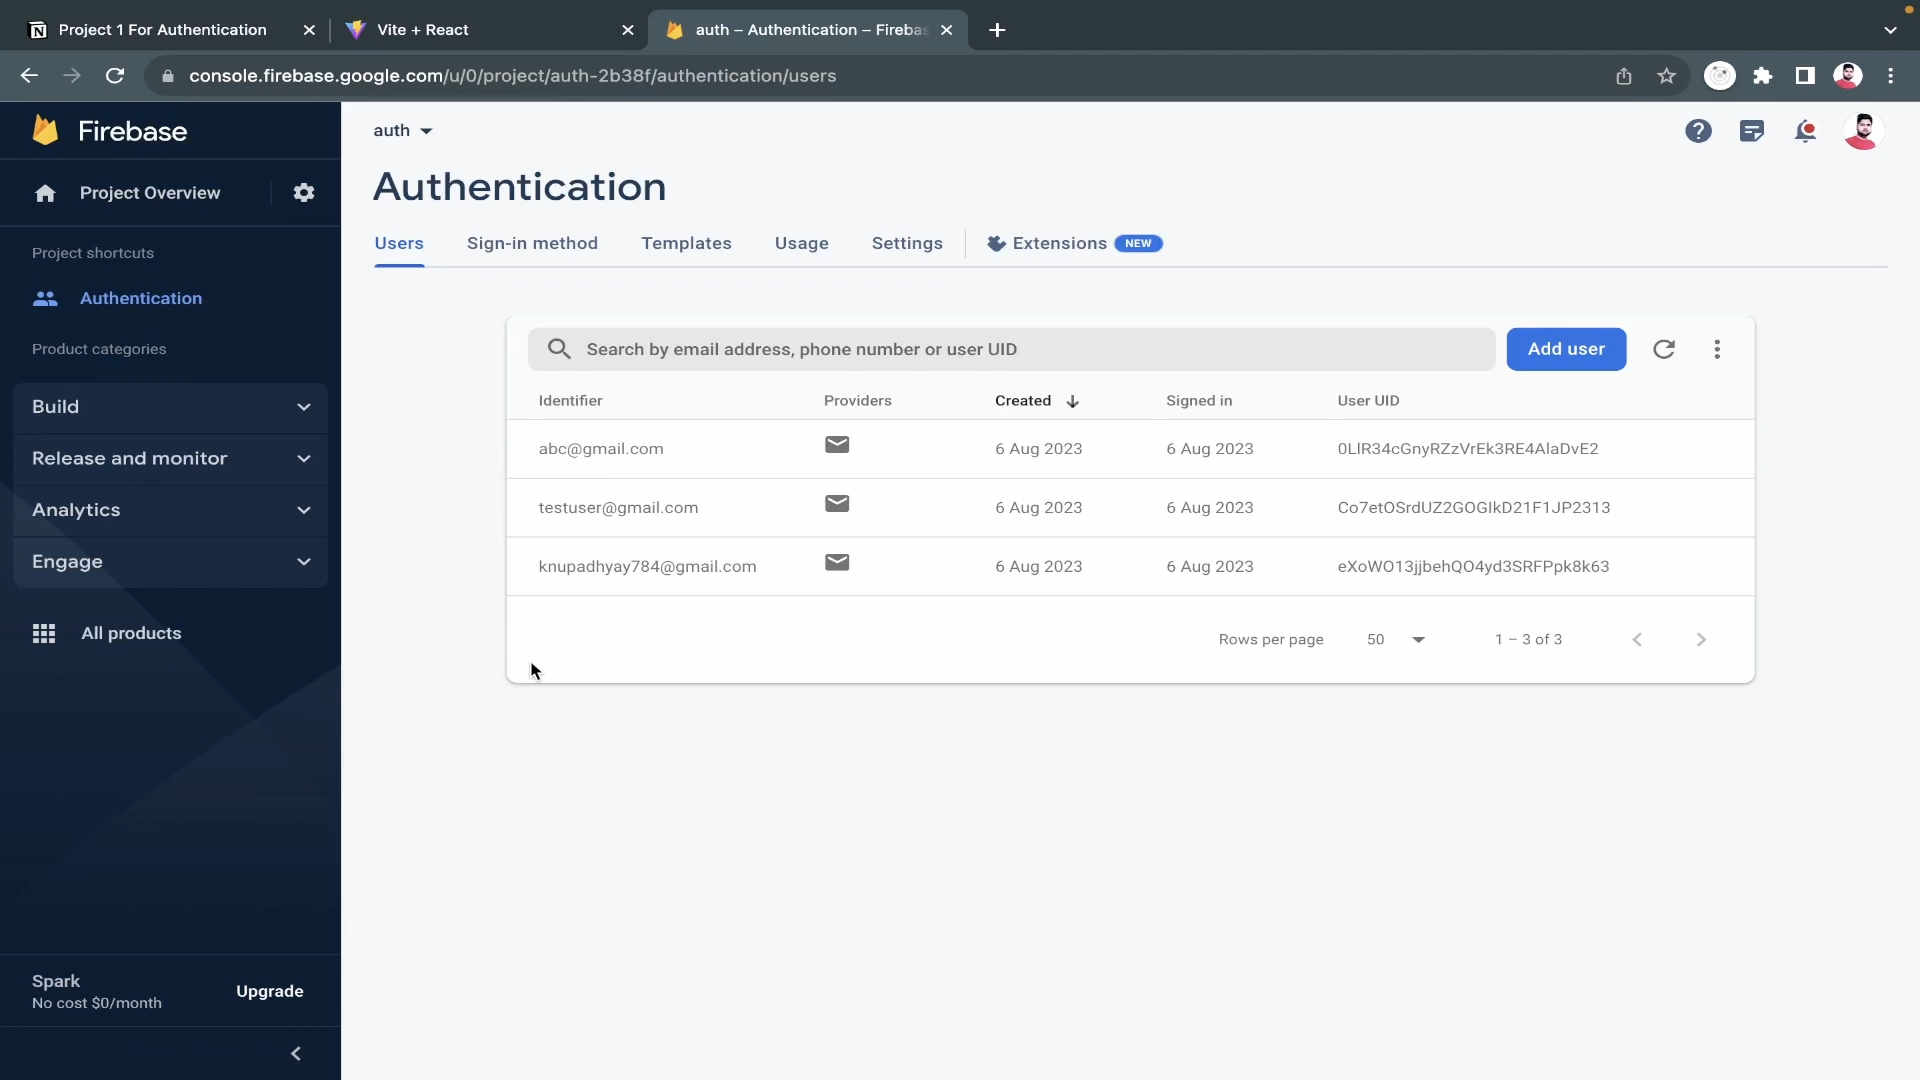 Project 1 For Authentication
Vite + React
auth – Authentication – Firebas
console.firebase.google.com/u/0/project/auth-2b38f/authentication/users
Firebase
auth
Project Overview
Authentication
Users Sign-in method Templates Usage Settings Extensions NEW
Project shortcuts
Authentication
Product categories
Build
Release and monitor
Analytics
Engage
All products
Search by email address, phone number or user UID Add user
Identifier Providers Created Signed in User UID
abc@gmail.com 6 Aug 2023 6 Aug 2023 0LlR34cGnyRZzVrEk3RE4AlaDvE2
testuser@gmail.com 6 Aug 2023 6 Aug 2023 Co7etOSrdUZ2GOGIkD21F1JP2313
knupadhyay784@gmail.com 6 Aug 2023 6 Aug 2023 eXoWO13jjbehQO4yd3SRFPpk8k63
Rows per page 50 1 – 3 of 3
Spark
No cost $0/month
Upgrade